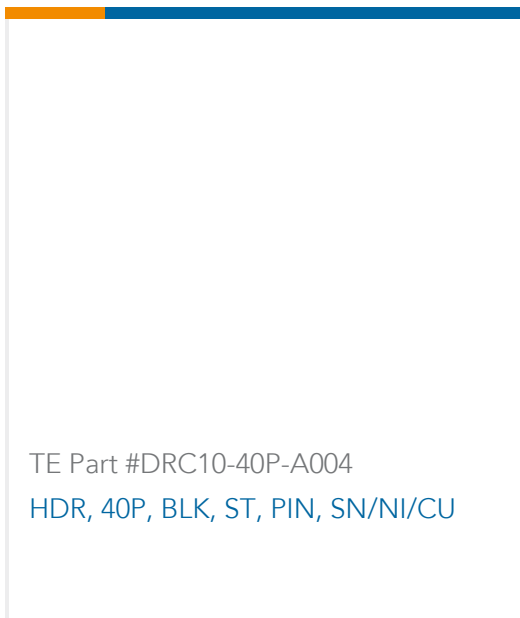 TE Part #DRC10-40P-A004
HDR, 40P, BLK, ST, PIN, SN/NI/CU